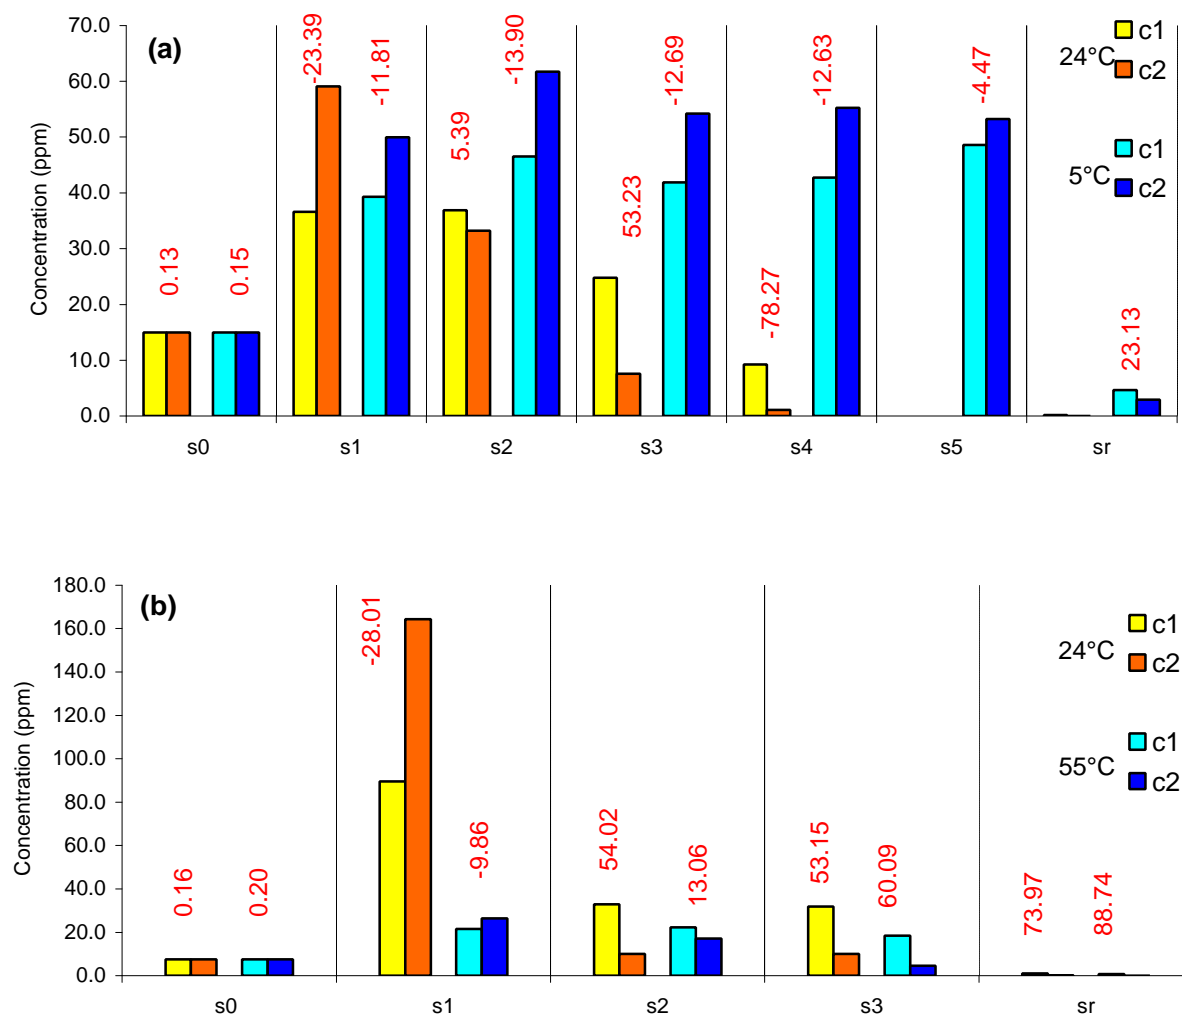 (a)
Concentration (ppm)
70.0
60.0
50.0
40.0
30.0
20.0
10.0
0.0
0.13
0.15
-23.39
-11.81
5.39
-13.90
53.23
-12.69
-78.27
-12.63
-4.47
23.13
c1
24°C
c2
c1
5°C
c2
s0
s1
s2
s3
s4
s5
sr
(b)
Concentration (ppm)
180.0
160.0
140.0
120.0
100.0
80.0
60.0
40.0
20.0
0.0
0.16
0.20
-28.01
-9.86
54.02
13.06
53.15
60.09
73.97
88.74
c1
24°C
c2
c1
55°C
c2
s0
s1
s2
s3
sr